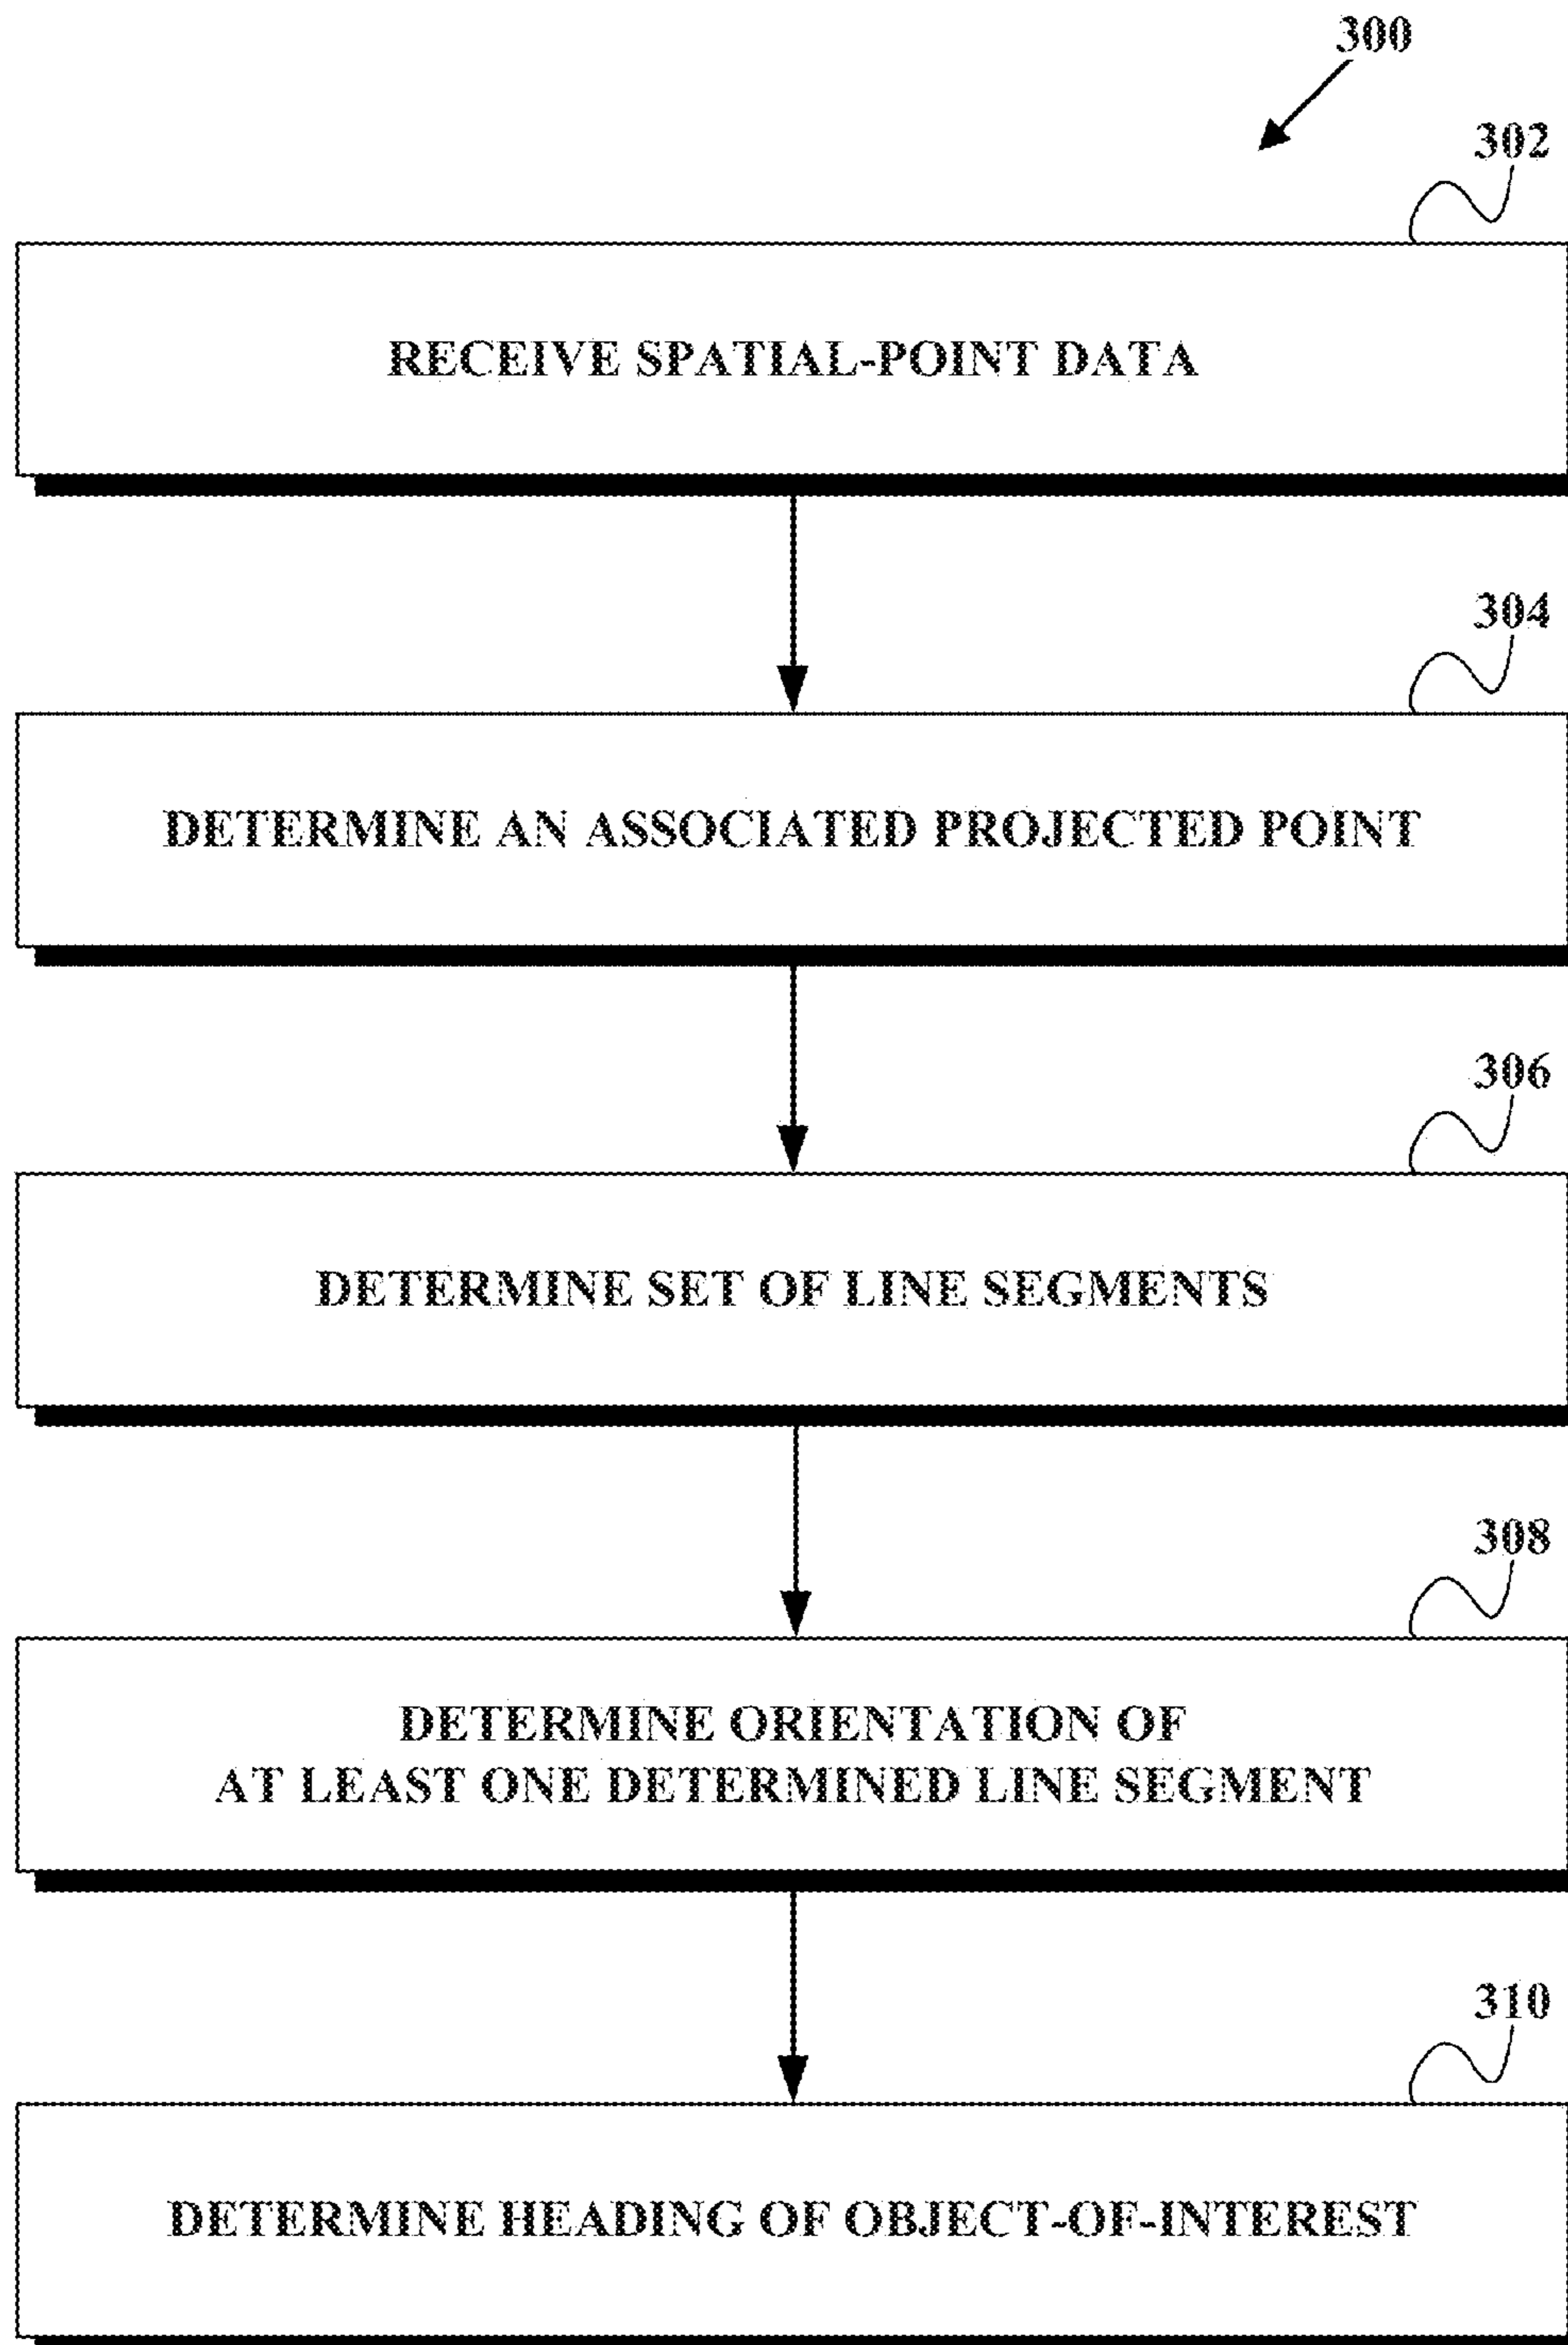 300
302
RECEIVE SPATIAL-POINT DATA
304
DETERMINE AN ASSOCIATED PROJECTED POINT
306
DETERMINE SET OF LINE SEGMENTS
308
DETERMINE ORIENTATION OF
AT LEAST ONE DETERMINED LINE SEGMENT
310
DETERMINE HEADING OF OBJECT-OF-INTEREST